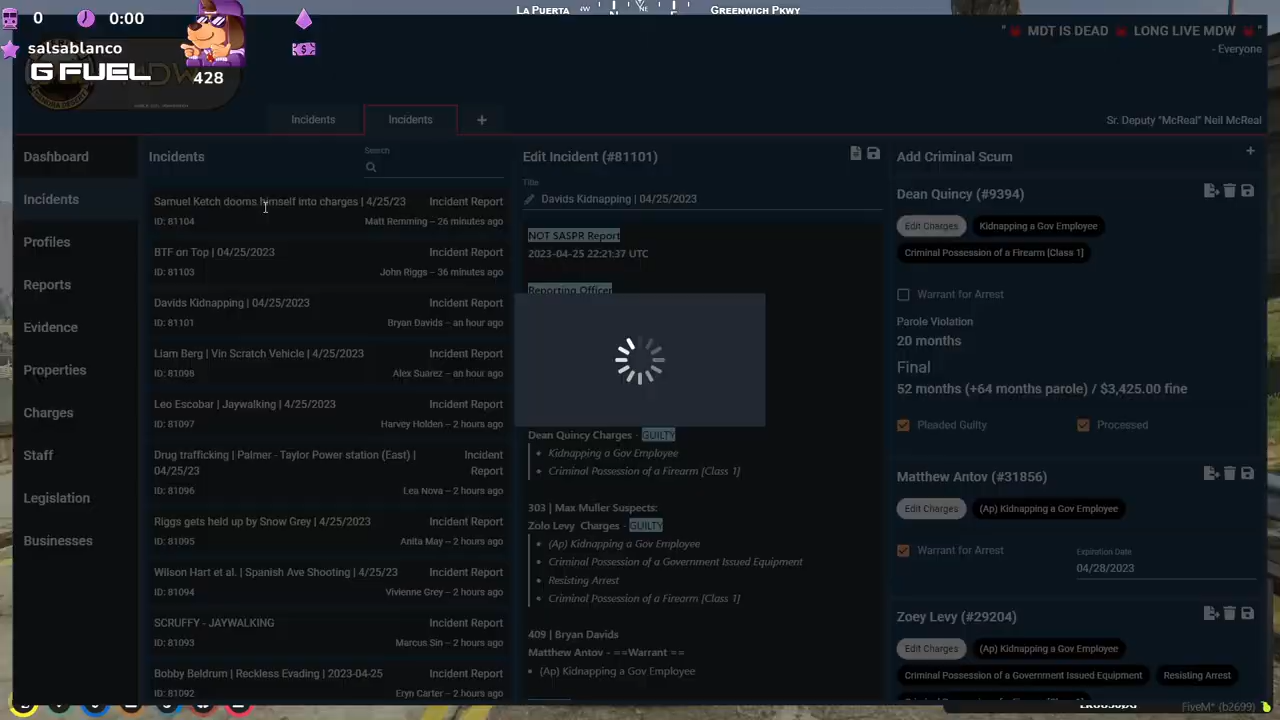 LA PUERTA
GREENWICH PKWY
0
0:00
salsablanco
G FUEL
428
" MDT IS DEAD LONG LIVE MDW "
- Everyone
Incidents
Incidents
+
Sr. Deputy "McReal" Neil McReal
Dashboard
Incidents
Profiles
Reports
Evidence
Properties
Charges
Staff
Legislation
Businesses
Incidents
Search
Samuel Ketch dooms himself into charges | 4/25/23
Incident Report
ID: 81104
Matt Remming – 26 minutes ago
BTF on Top | 04/25/2023
Incident Report
ID: 81103
John Riggs – 36 minutes ago
Davids Kidnapping | 04/25/2023
Incident Report
ID: 81101
Bryan Davids – an hour ago
Liam Berg | Vin Scratch Vehicle | 4/25/2023
Incident Report
ID: 81098
Alex Suarez – an hour ago
Leo Escobar | Jaywalking | 4/25/2023
Incident Report
ID: 81097
Harvey Holden – 2 hours ago
Drug trafficking | Palmer - Taylor Power station (East) |
04/25/2023
Incident
Report
ID: 81096
Lea Nova – 2 hours ago
Riggs gets held up by Snow Grey | 4/25/2023
Incident Report
ID: 81095
Anita May – 2 hours ago
Wilson Hart et al. | Spanish Ave Shooting | 4/25/23
Incident Report
ID: 81094
Vivienne Grey – 2 hours ago
SCRUFFY - JAYWALKING
Incident Report
ID: 81093
Marcus Sin – 2 hours ago
Bobby Beldrum | Reckless Evading | 2023-04-25
Incident Report
ID: 81092
Eryn Carter – 2 hours ago
Edit Incident (#81101)
Title
Davids Kidnapping | 04/25/2023
NOT SASPR Report
2023-04-25 22:21:37 UTC
Reporting Officer
Dean Quincy Charges - GUILTY
• Kidnapping a Gov Employee
• Criminal Possession of a Firearm [Class 1]
303 | Max Muller Suspects:
Zolo Levy Charges - GUILTY
• (Ap) Kidnapping a Gov Employee
• Criminal Possession of a Government Issued Equipment
• Resisting Arrest
• Criminal Possession of a Firearm [Class 1]
409 | Bryan Davids
Matthew Antov - ==Warrant ==
• (Ap) Kidnapping a Gov Employee
Add Criminal Scum
+
Dean Quincy (#9394)
Edit Charges
Kidnapping a Gov Employee
Criminal Possession of a Firearm [Class 1]
Warrant for Arrest
Parole Violation
20 months
Final
52 months (+64 months parole) / $3,425.00 fine
Pleaded Guilty
Processed
Matthew Antov (#31856)
Edit Charges
(Ap) Kidnapping a Gov Employee
Warrant for Arrest
Expiration Date
04/28/2023
Zoey Levy (#29204)
Edit Charges
(Ap) Kidnapping a Gov Employee
Criminal Possession of a Government Issued Equipment
Resisting Arrest
FiveM* (b2699)